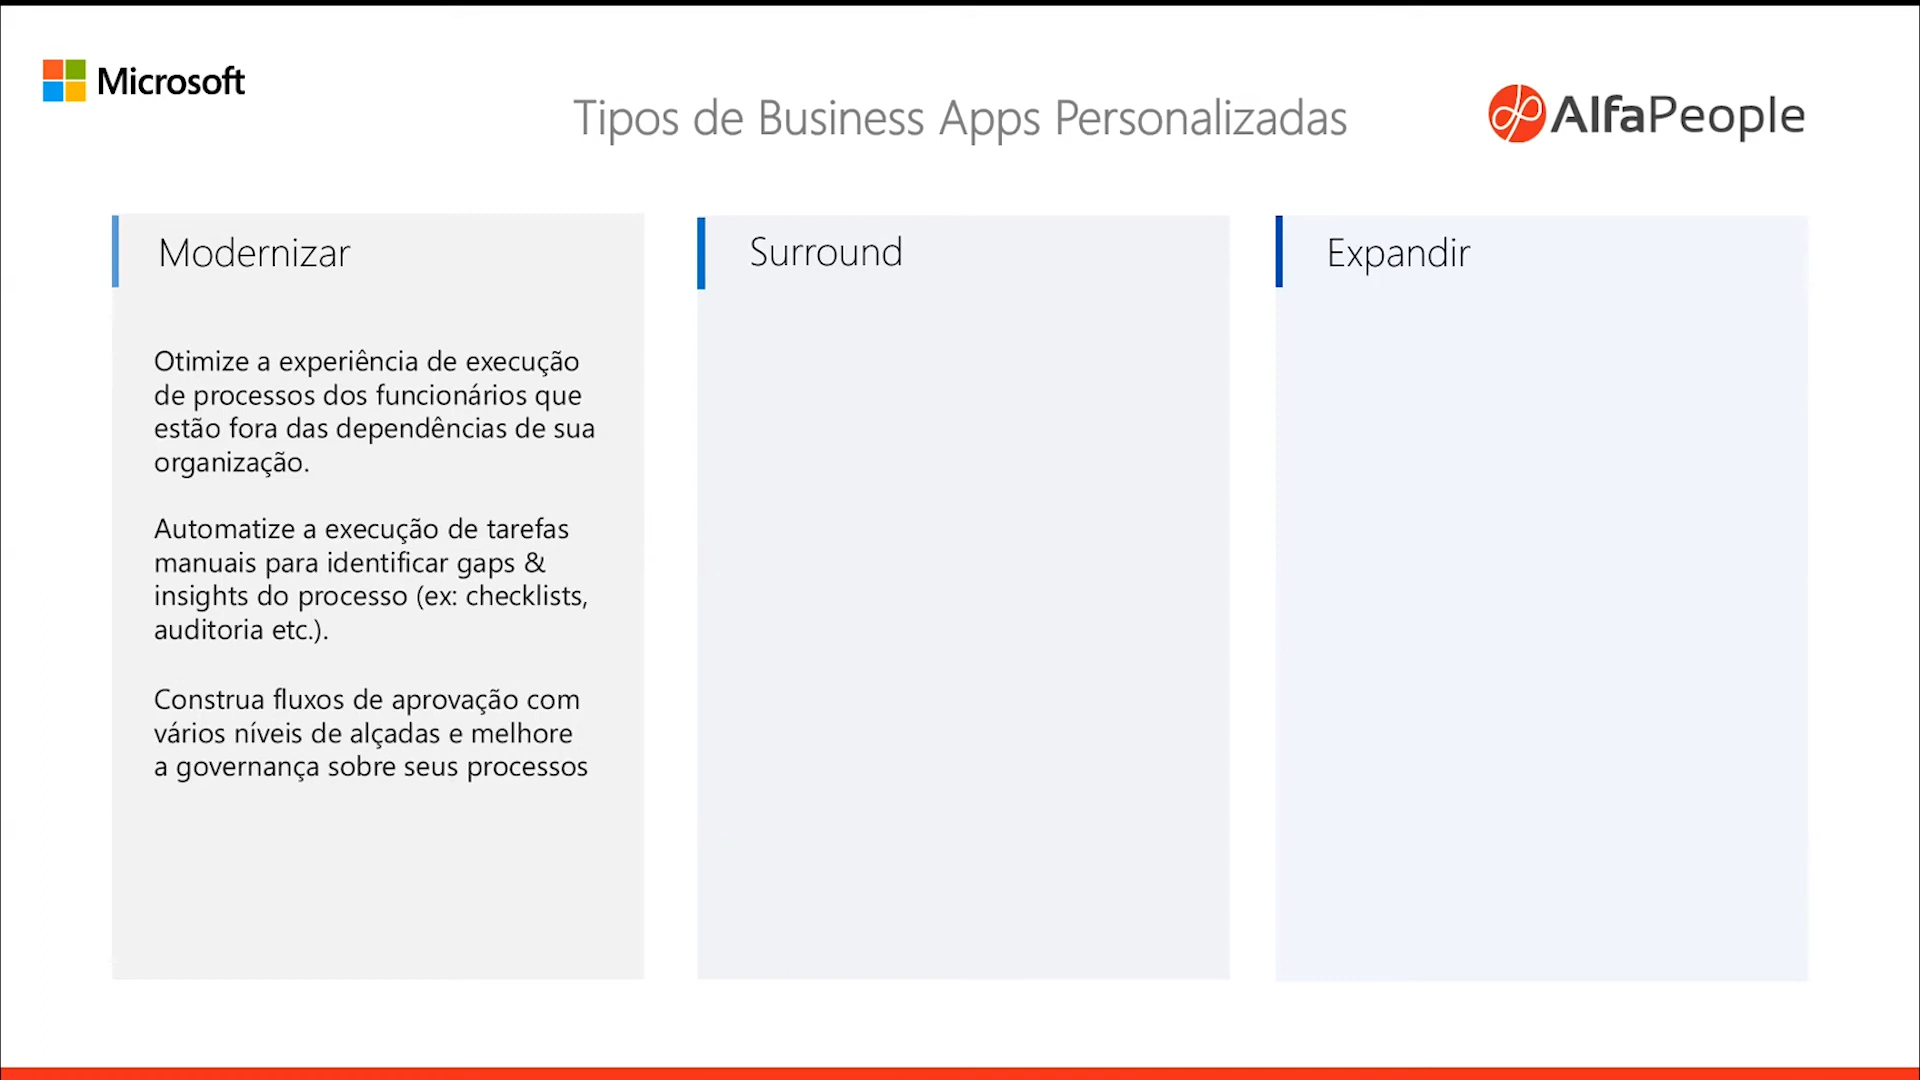 Microsoft
Tipos de Business Apps Personalizadas
AlfaPeople
Modernizar
Otimize a experiência de execução
de processos dos funcionários que
estão fora das dependências de sua
organização.
Automatize a execução de tarefas
manuais para identificar gaps &
insights do processo (ex: checklists,
auditoria etc.).
Construa fluxos de aprovação com
vários níveis de alçadas e melhore
a governança sobre seus processos
Surround
Expandir